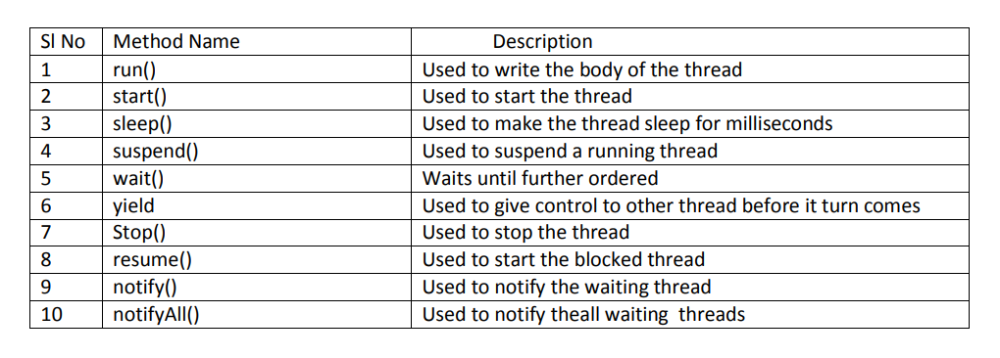 Sl No Method Name Description
1 run() Used to write the body of the thread
2 start() Used to start the thread
3 sleep() Used to make the thread sleep for milliseconds
4 suspend() Used to suspend a running thread
5 wait() Waits until further ordered
6 yield Used to give control to other thread before it turn comes
7 Stop() Used to stop the thread
8 resume() Used to start the blocked thread
9 notify() Used to notify the waiting thread
10 notifyAll() Used to notify theall waiting  threads